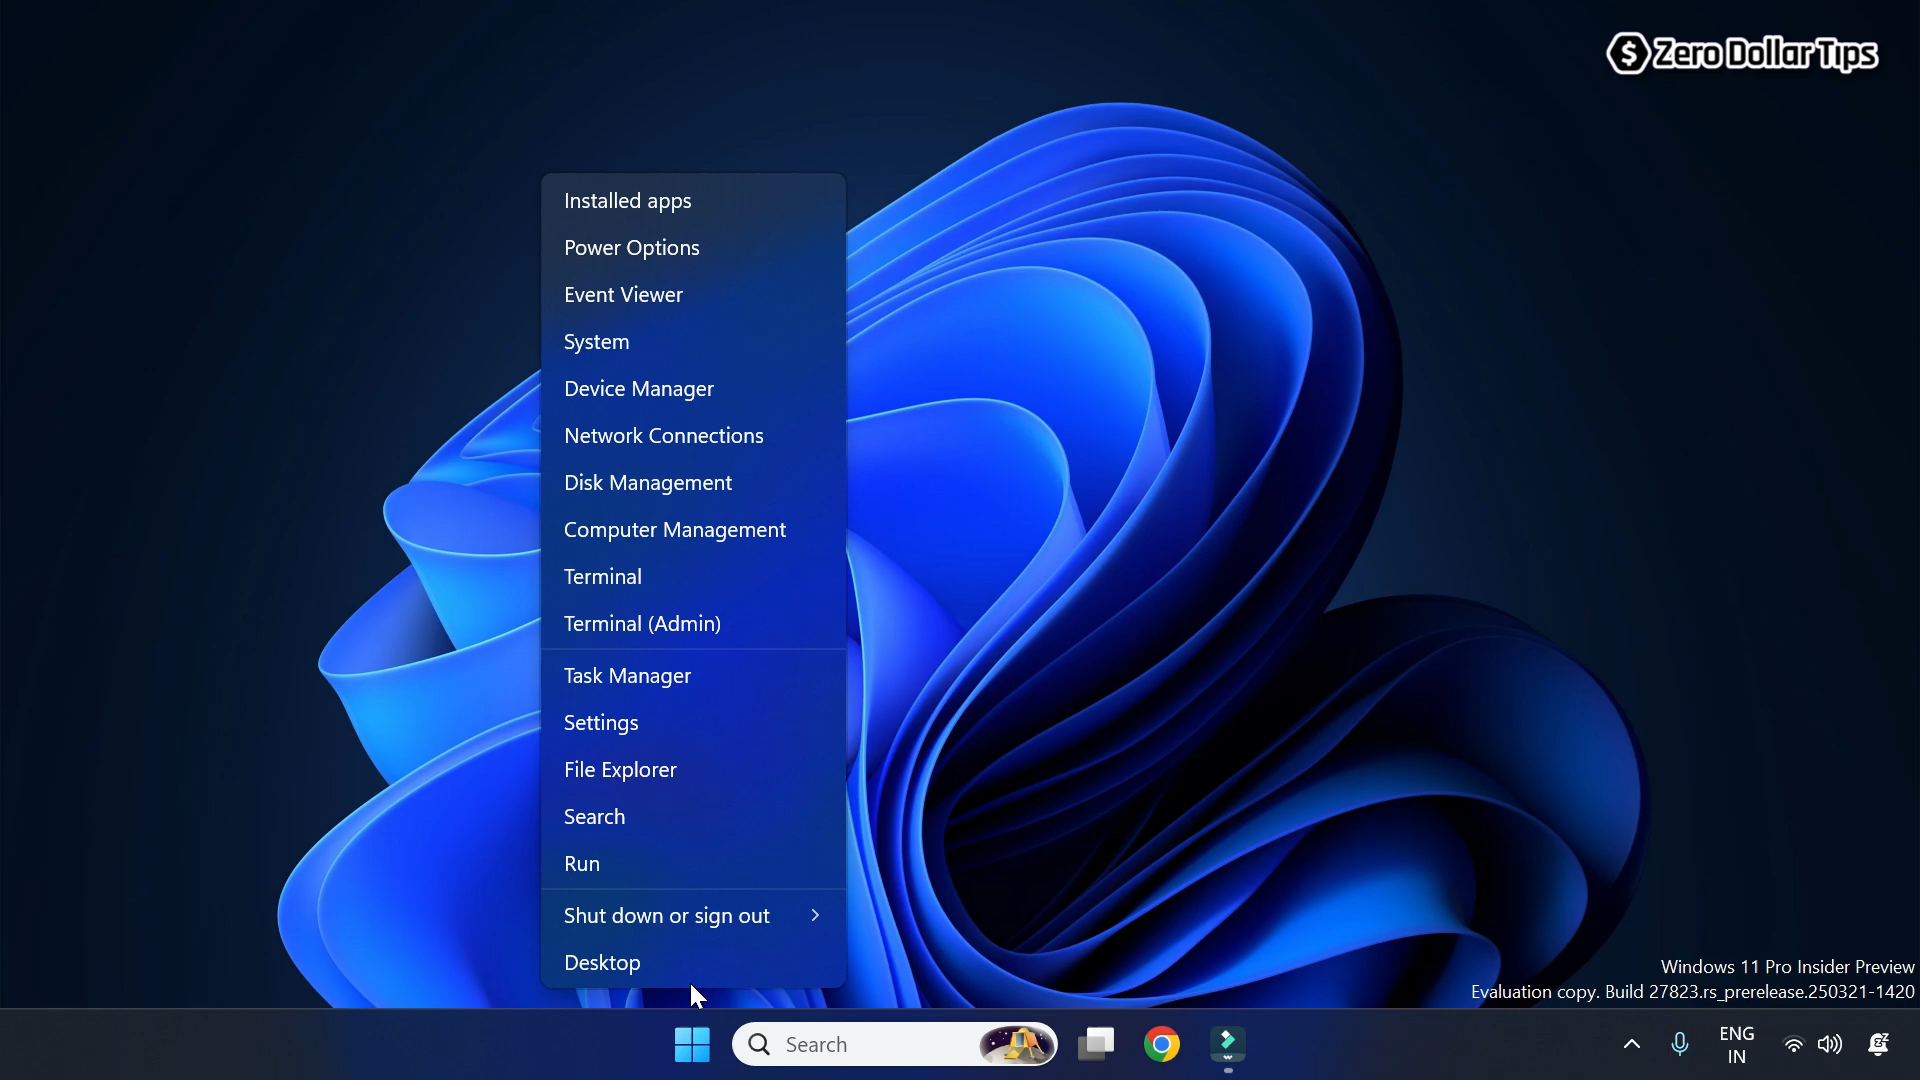 $ Zero Dollar Tips
Installed apps
Power Options
Event Viewer
System
Device Manager
Network Connections
Disk Management
Computer Management
Terminal
Terminal (Admin)
Task Manager
Settings
File Explorer
Search
Run
Shut down or sign out
Desktop
Windows 11 Pro Insider Preview
Evaluation copy. Build 27823.rs_prerelease.250321-1420
Search
ENG
IN